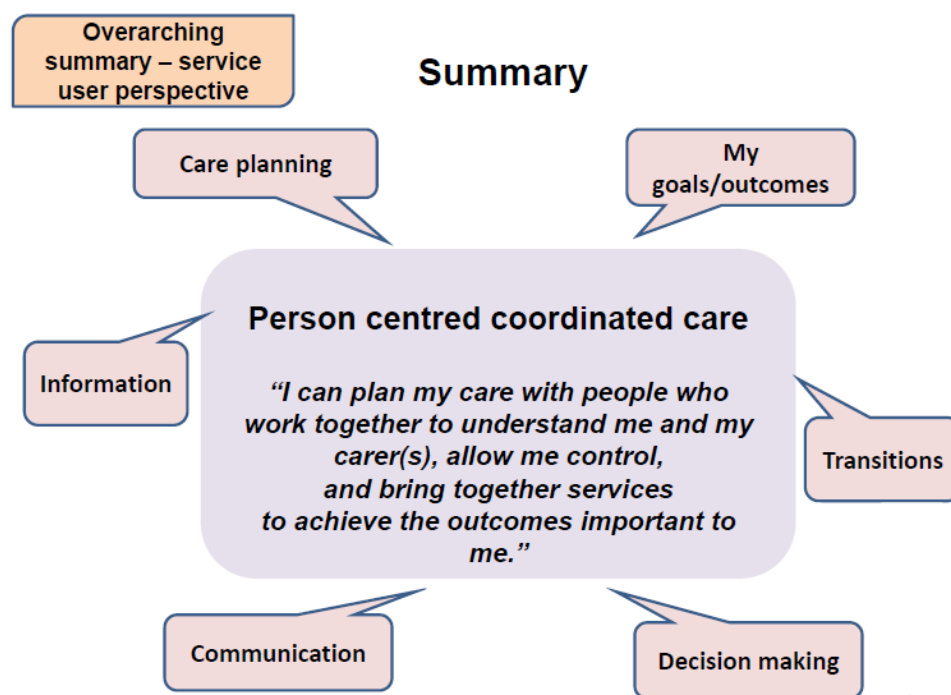 Overarching
summary – service
user perspective
Summary
Care planning
My
goals/outcomes
Person centred coordinated care
Information
“I can plan my care with people who
work together to understand me and my
carer(s), allow me control,
and bring together services
to achieve the outcomes important to
me.”
Transitions
Communication
Decision making